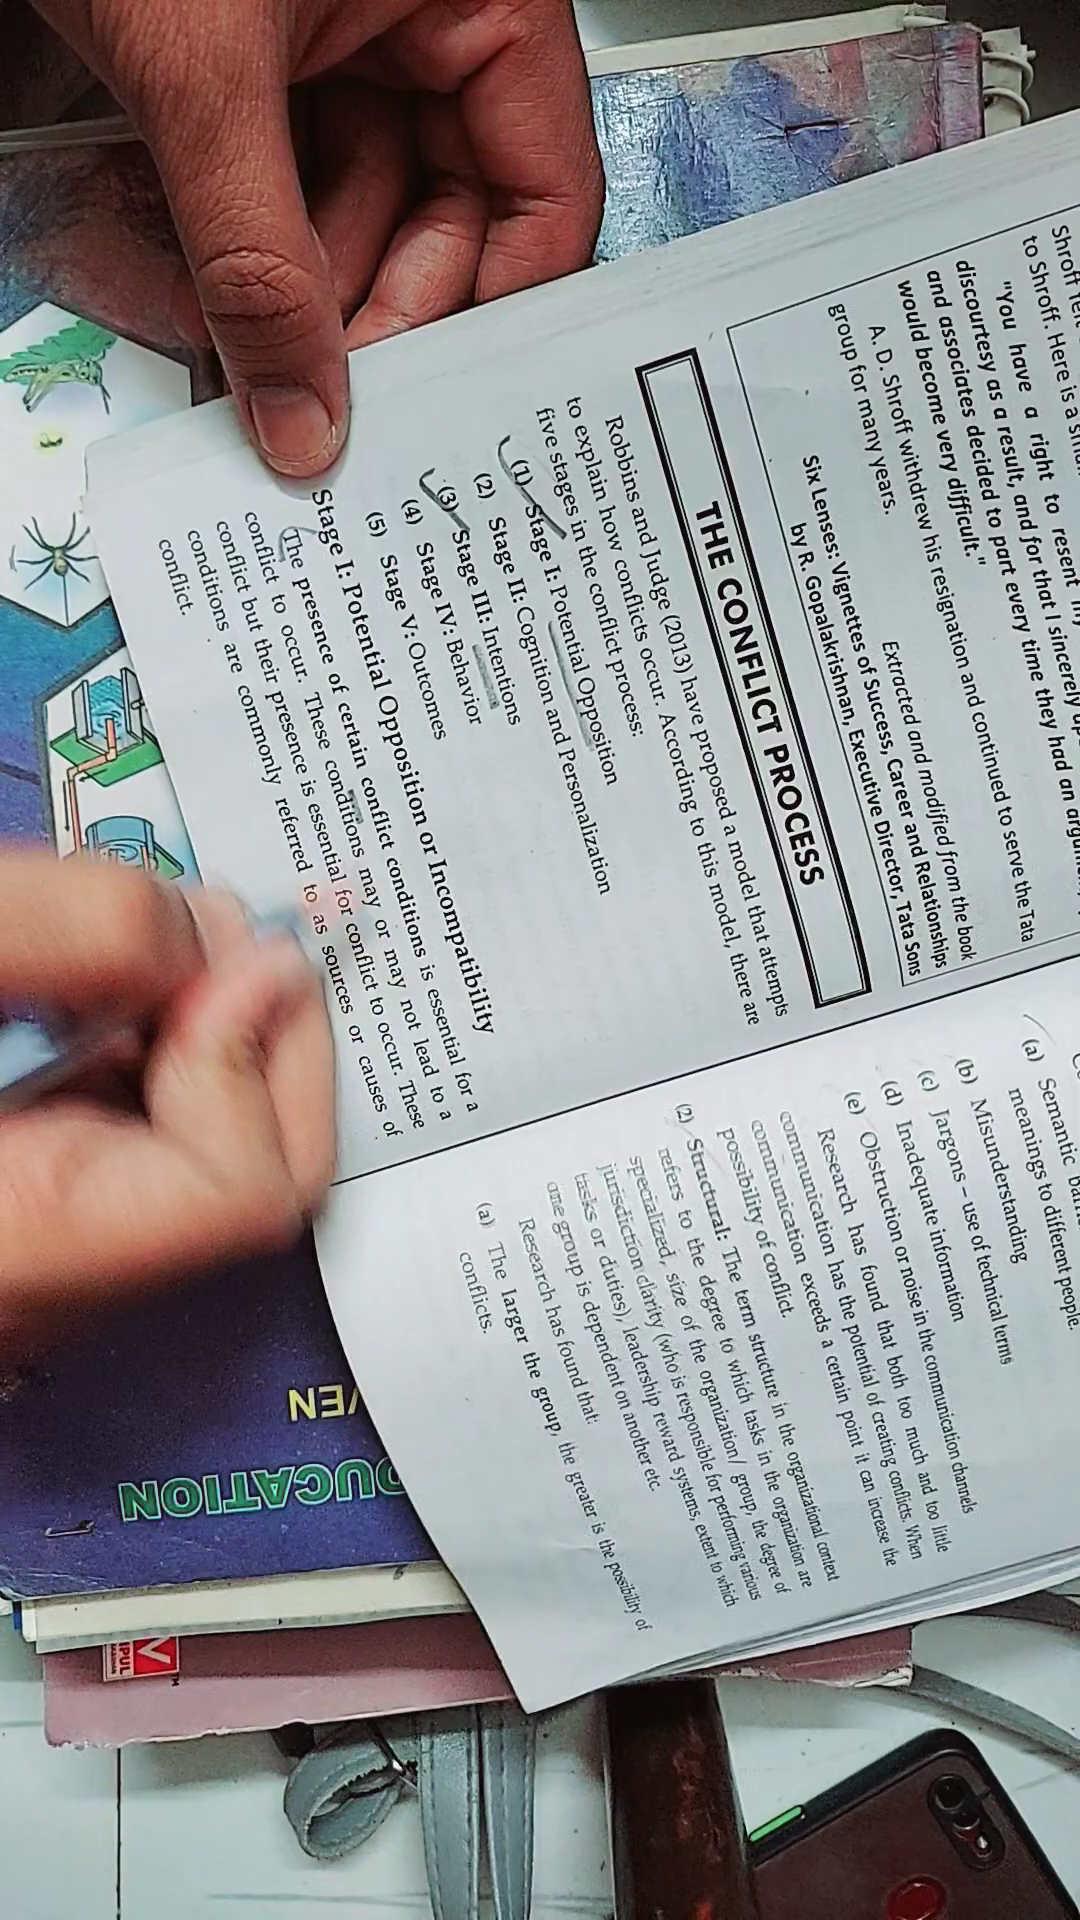 Shroff
to Shroff. Here is a
"You have a right to resent
discourtesy as a result, and for that I sincerely
and associates decided to part every time they had an
would become very difficult."
A. D. Shroff withdrew his resignation and continued to serve the Tata
group for many years.
Extracted and modified from the book
Six Lenses: Vignettes of Success, Career and Relationships
by R. Gopalakrishnan, Executive Director, Tata Sons
THE CONFLICT PROCESS
Robbins and Judge (2013) have proposed a model that attempts
to explain how conflicts occur. According to this model, there are
five stages in the conflict process:
(1) Stage I: Potential Opposition
(2) Stage II: Cognition and Personalization
(3) Stage III: Intentions
(4) Stage IV: Behavior
(5) Stage V: Outcomes
Stage I: Potential Opposition or Incompatibility
The presence of certain conflict conditions is essential for a
conflict to occur. These conditions may or may not lead to a
conflict but their presence is essential for conflict to occur. These
conditions are commonly referred to as sources or causes of
conflict.
(a) Semantic
meanings to different people.
(b) Misunderstanding
(c) Jargons – use of technical terms
(d) Inadequate information
(e) Obstruction or noise in the communication channels
Research has found that both too much and too little
communication has the potential of creating conflicts. When
communication exceeds a certain point it can increase the
possibility of conflict.
(2) Structural: The term structure in the organizational context
refers to the degree to which tasks in the organization are
specialized, size of the organization/ group, the degree of
jurisdiction clarity (who is responsible for performing various
tasks or duties), leadership reward systems, extent to which
one group is dependent on another etc.
Research has found that:
(a) The larger the group, the greater is the possibility of
conflicts.
VEN
DUCATION
V
IPUL
TM